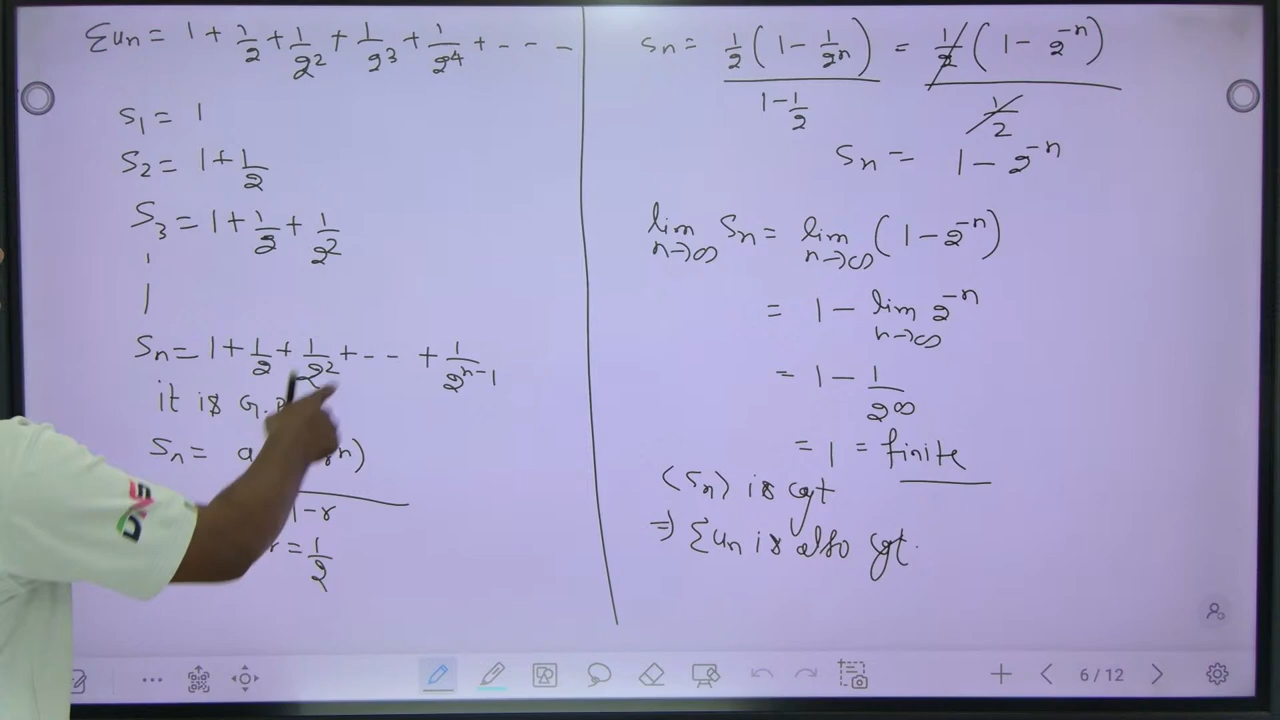 Σuₙ = 1 + 1/2 + 1/2² + 1/2³ + 1/2⁴ + - - -
S₁ = 1
S₂ = 1 + 1/2
S₃ = 1 + 1/2 + 1/2²
Sₙ = 1 + 1/2 + 1/2² + - - + 1/2ⁿ⁻¹
it is G.P
Sₙ =
1-r
r = 1/2
Sₙ = 1/2 (1 - 1/2ⁿ) / (1 - 1/2) = 1/2 (1 - 2⁻ⁿ) / 1/2
Sₙ = 1 - 2⁻ⁿ
lim n→∞ Sₙ = lim n→∞ (1 - 2⁻ⁿ)
= 1 - lim n→∞ 2⁻ⁿ
= 1 - 1/2^∞
= 1 = finite
(Sₙ) is cgt
⇒ Σuₙ is also cgt.
6/12